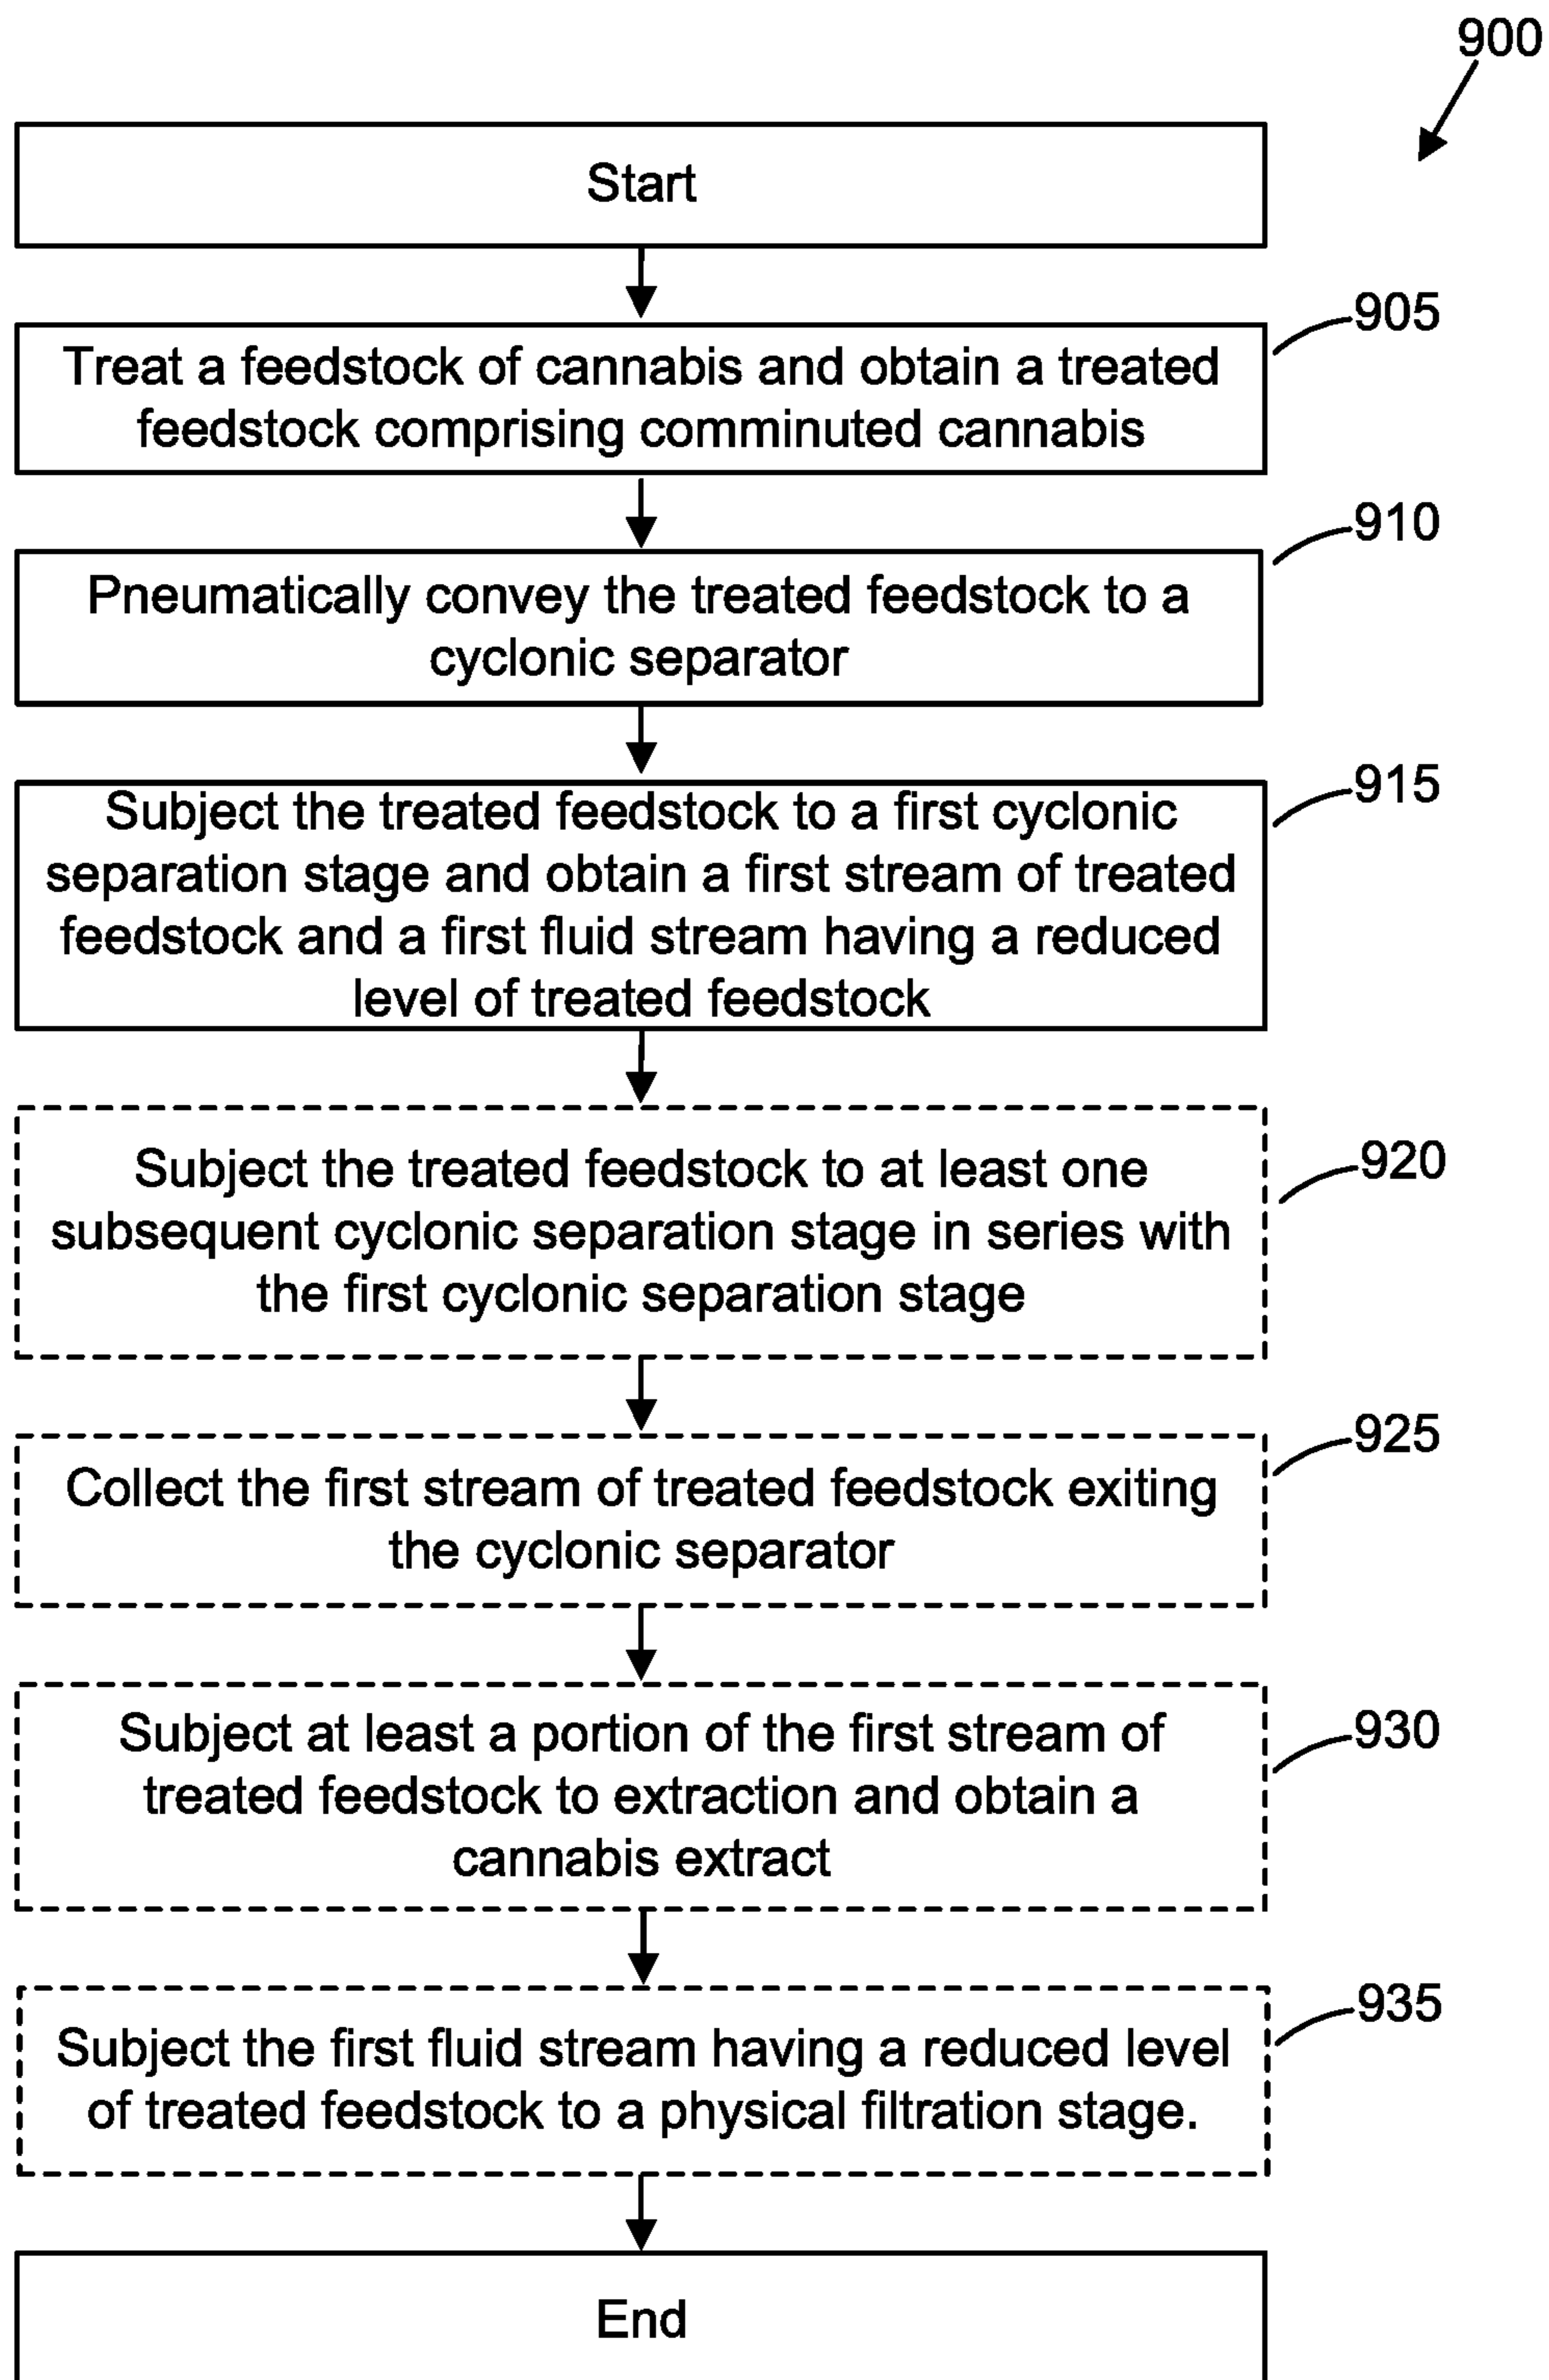 900
Start
905
Treat a feedstock of cannabis and obtain a treated
feedstock comprising comminuted cannabis
910
Pneumatically convey the treated feedstock to a
cyclonic separator
915
Subject the treated feedstock to a first cyclonic
separation stage and obtain a first stream of treated
feedstock and a first fluid stream having a reduced
level of treated feedstock
920
Subject the treated feedstock to at least one
subsequent cyclonic separation stage in series with
the first cyclonic separation stage
925
Collect the first stream of treated feedstock exiting
the cyclonic separator
930
Subject at least a portion of the first stream of
treated feedstock to extraction and obtain a
cannabis extract
935
Subject the first fluid stream having a reduced level
of treated feedstock to a physical filtration stage.
End